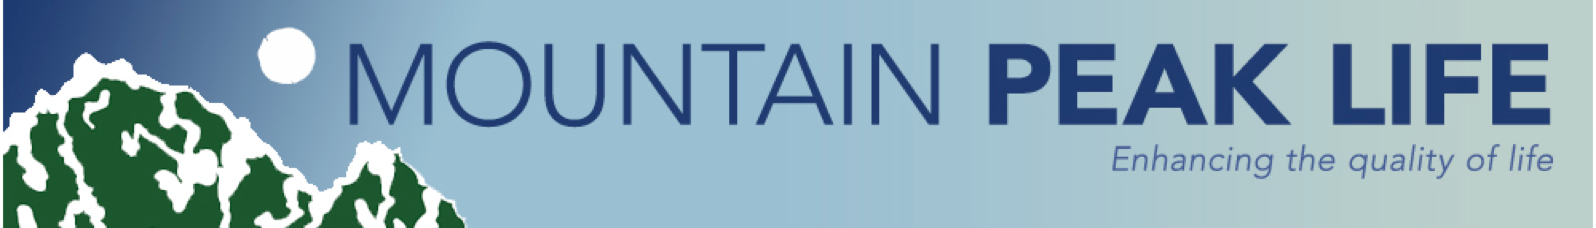 MOUNTAIN PEAK LIFE
Enhancing the quality of life